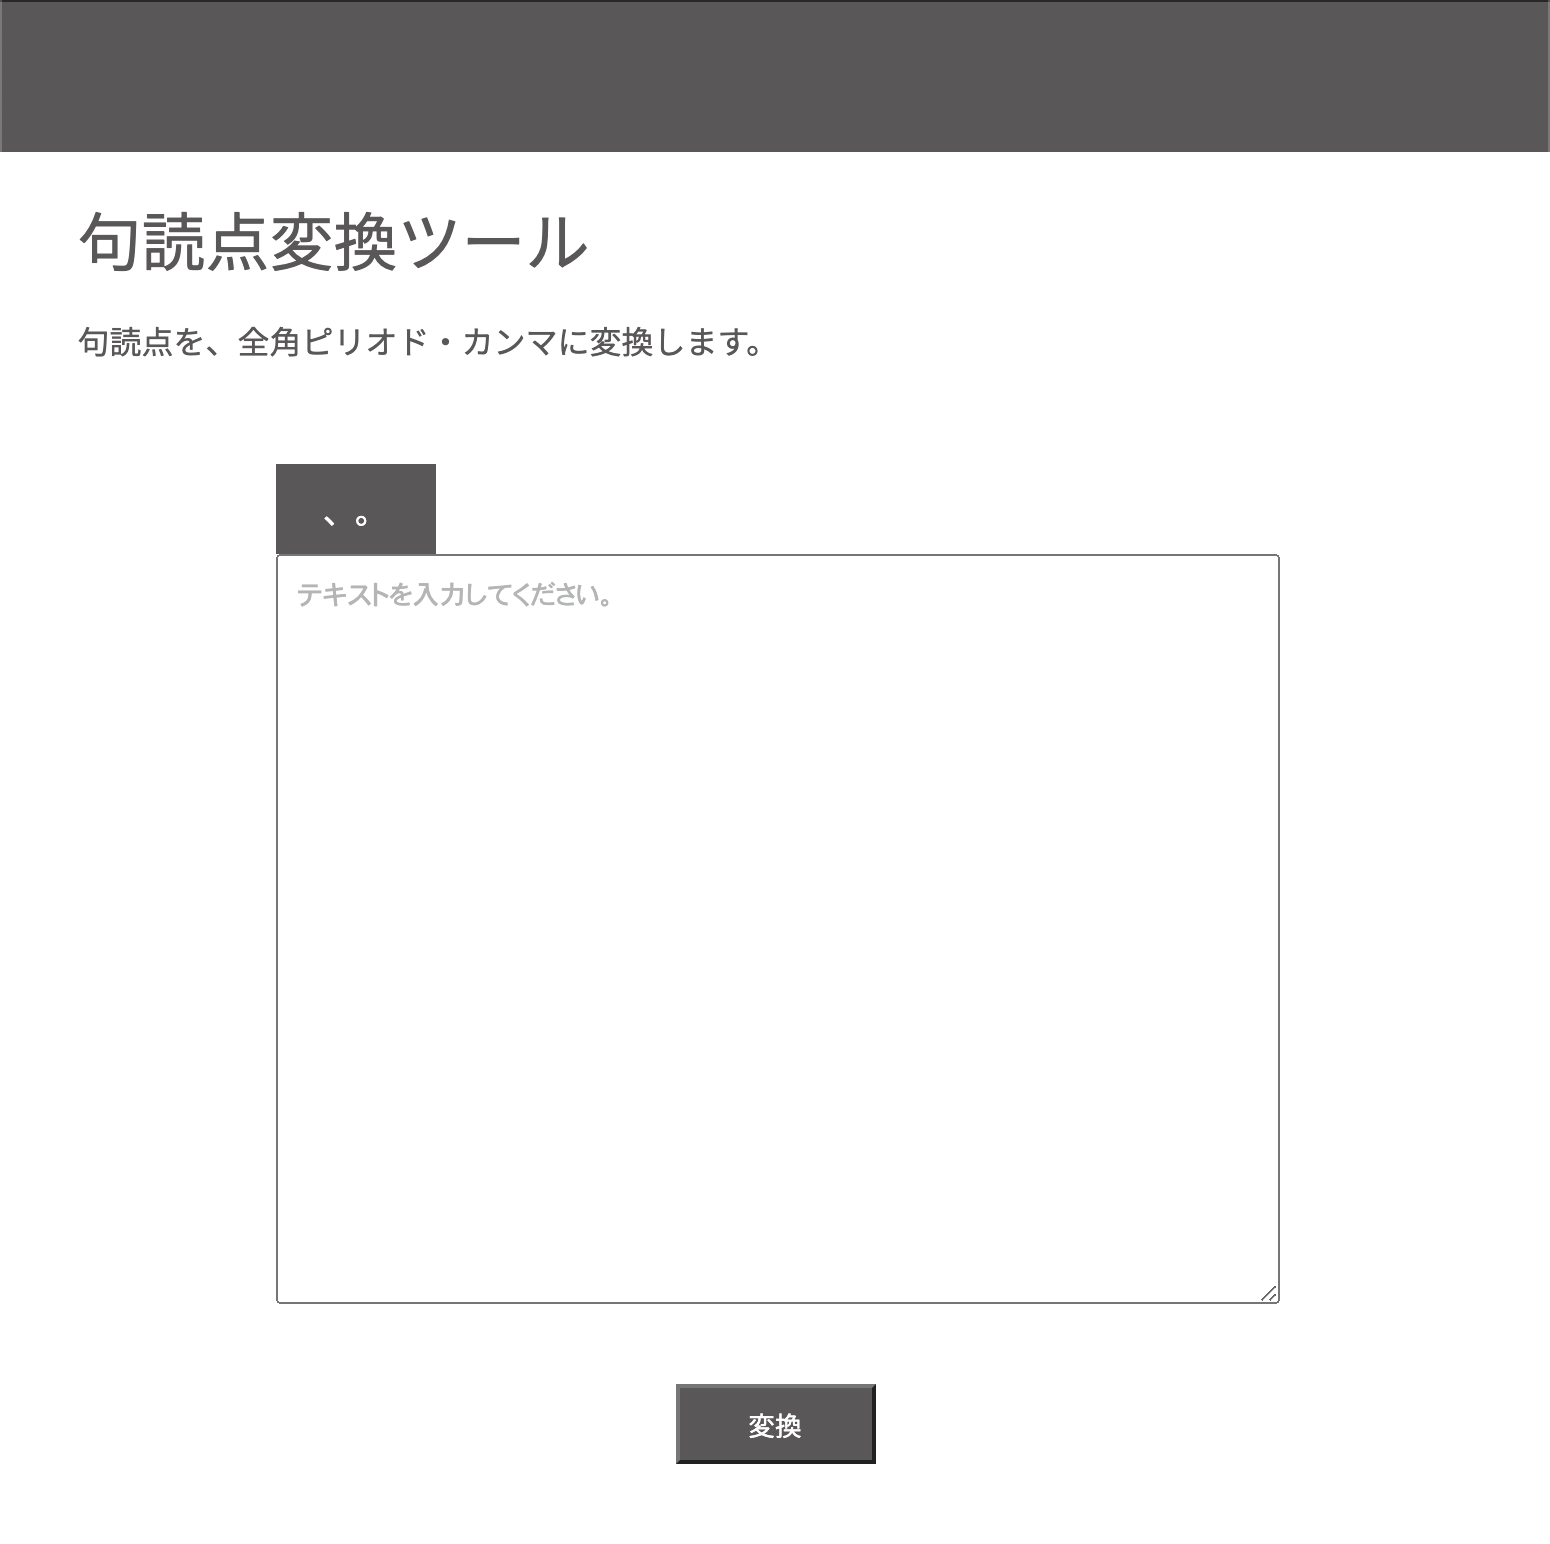 句読点変換ツール
句読点を、全角ピリオド・カンマに変換します。
、。
テキストを入力してください。
変換